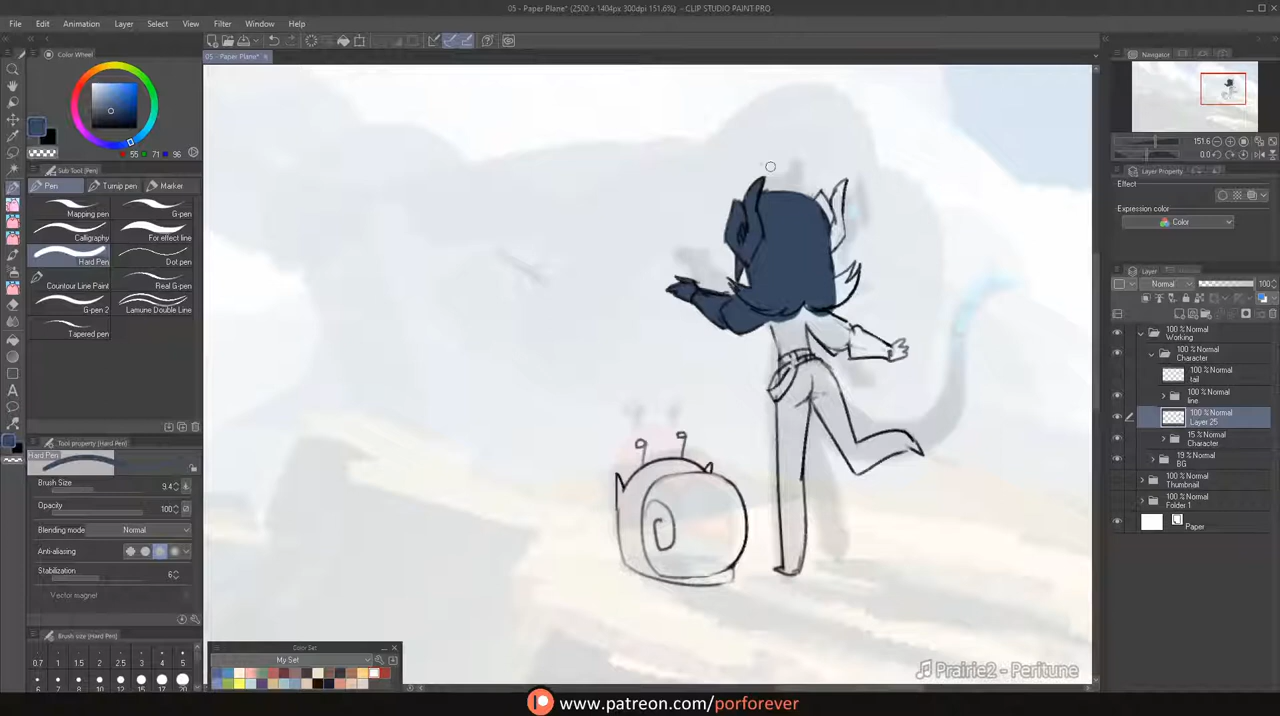 05 - Paper Plane* (2500 x 1404px 300dpi 151.6%) - CLIP STUDIO PAINT PRO
File Edit Animation Layer Select View Filter Window Help
Color Wheel
05 - Paper Plane*
Navigator
55 71 96
151.6
0.0
Sub Tool [Pen]
Pen Turnip pen Marker
Mapping pen G-pen
Calligraphy For effect line
Hard Pen Dot pen
Countour Line Paint Real G-pen
G-pen 2 Lamune Double Line
Tapered pen
Layer Property
Effect
Expression color
Color
Layer
Normal 100
100 % Normal
Working
100 % Normal
Character
100 % Normal
tail
100 % Normal
line
100 % Normal
Layer 25
15 % Normal
Character
19 % Normal
BG
100 % Normal
Thumbnail
100 % Normal
Folder 1
Paper
Tool property [Hard Pen]
Hard Pen
Brush Size 9.4
Opacity 100
Blending mode Normal
Anti-aliasing
Stabilization 6
Vector magnet
Brush size [Hard Pen]
0.7 1 2 2.5 3 4 5
6 7 8 10 12 15 17 20
Color Set
My Set
Prairie2 - Peritune
www.patreon.com/porforever